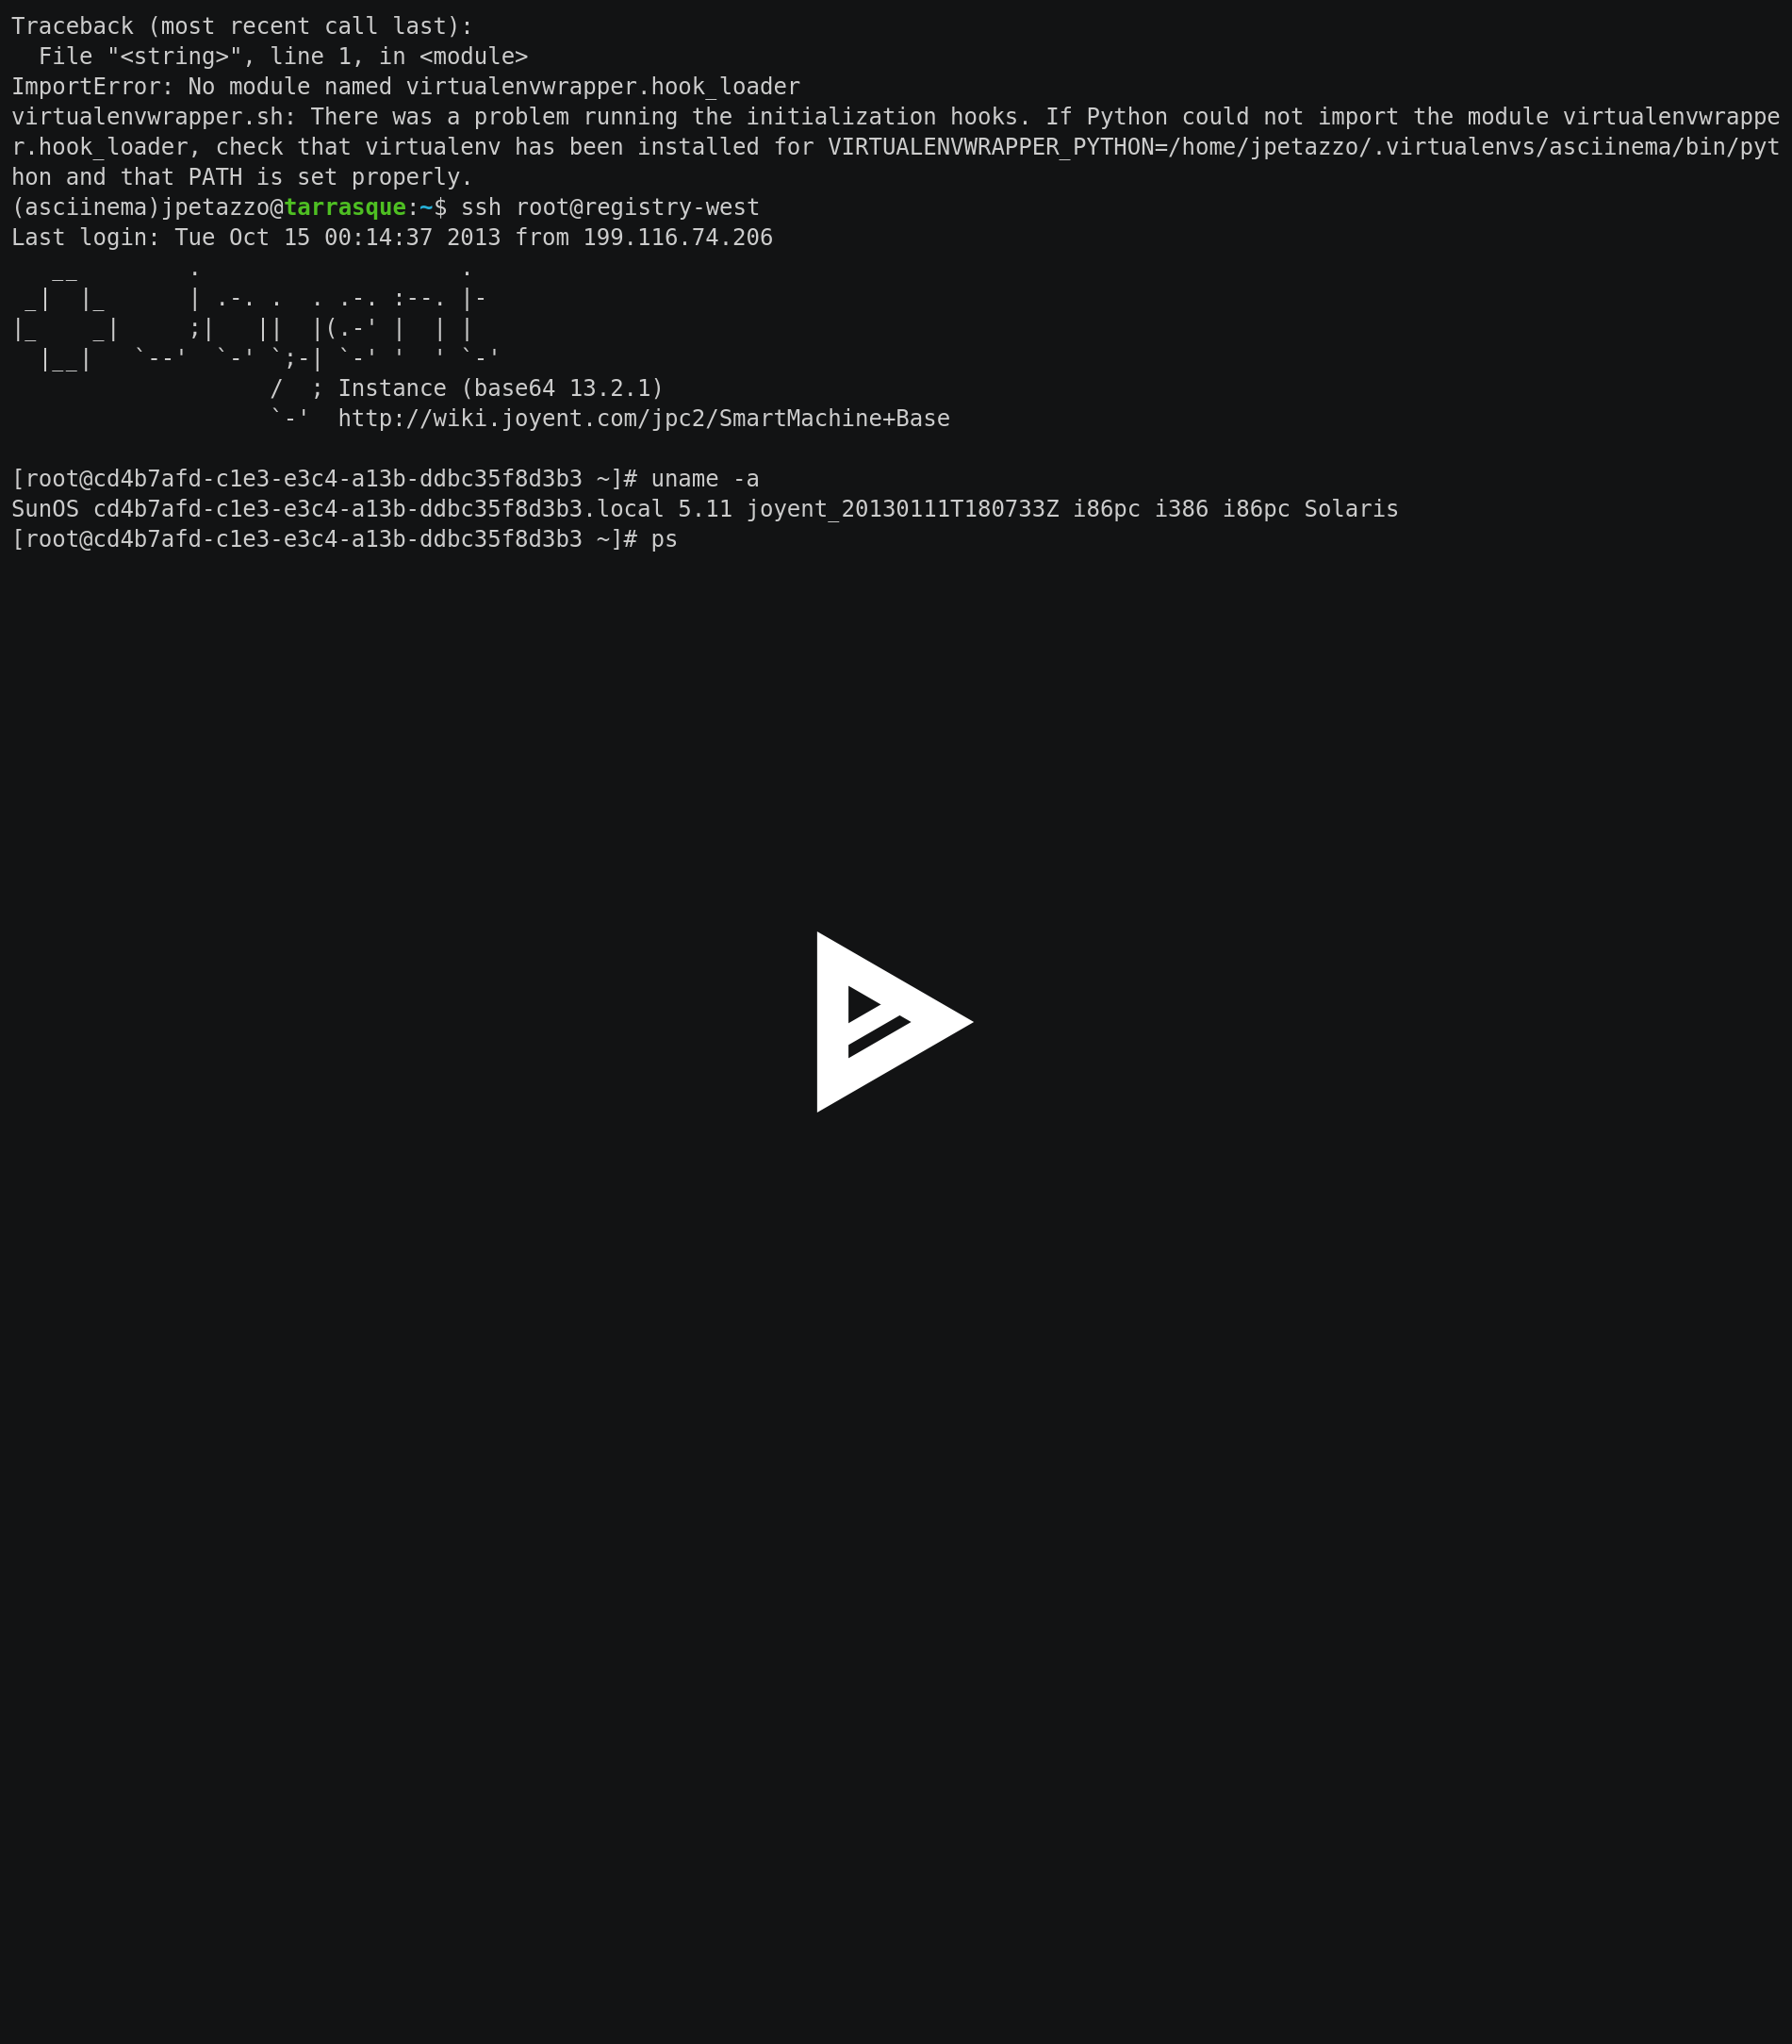 Traceback (most recent call last):
  File "<string>", line 1, in <module>
ImportError: No module named virtualenvwrapper.hook_loader
virtualenvwrapper.sh: There was a problem running the initialization hooks. If Python could not import the module virtualenvwrappe
r.hook_loader, check that virtualenv has been installed for VIRTUALENVWRAPPER_PYTHON=/home/jpetazzo/.virtualenvs/asciinema/bin/pyt
hon and that PATH is set properly.
(asciinema)jpetazzo@tarrasque:~$ ssh root@registry-west
Last login: Tue Oct 15 00:14:37 2013 from 199.116.74.206
   __        .                   .
 _|  |_      | .-. .  . .-. :--. |-
|_    _|     ;|   ||  |(.-' |  | |
  |__|   `--'  `-' `;-| `-' '  ' `-'
                   /  ; Instance (base64 13.2.1)
                   `-'  http://wiki.joyent.com/jpc2/SmartMachine+Base

[root@cd4b7afd-c1e3-e3c4-a13b-ddbc35f8d3b3 ~]# uname -a
SunOS cd4b7afd-c1e3-e3c4-a13b-ddbc35f8d3b3.local 5.11 joyent_20130111T180733Z i86pc i386 i86pc Solaris
[root@cd4b7afd-c1e3-e3c4-a13b-ddbc35f8d3b3 ~]# ps